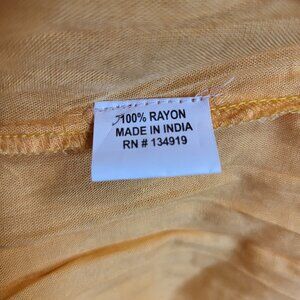 100% RAYON
MADE IN INDIA
RN # 134919